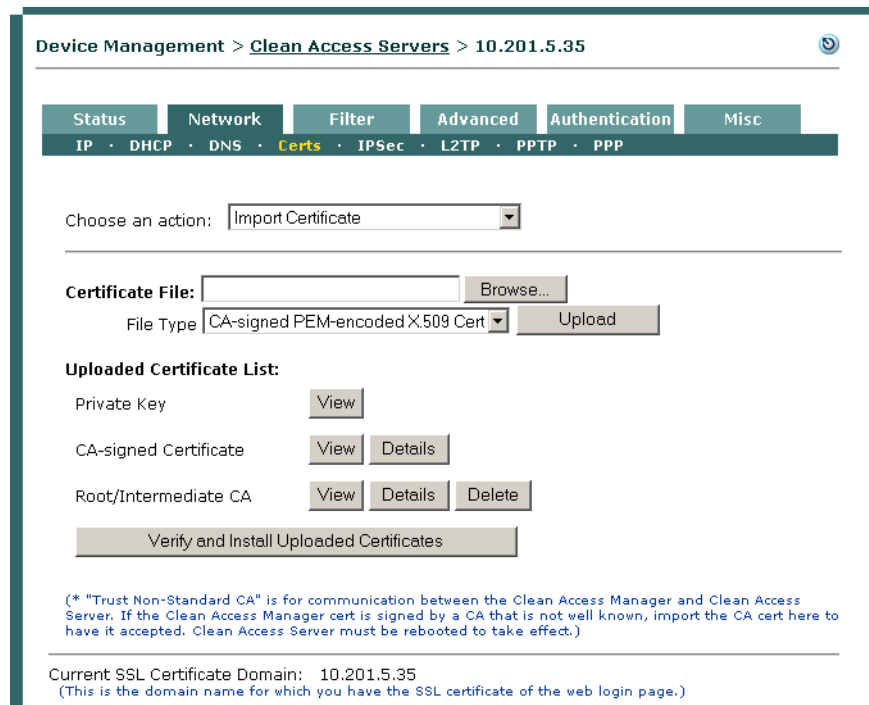 Device Management > Clean Access Servers > 10.201.5.35
Status Network Filter Advanced Authentication Misc
IP · DHCP · DNS · Certs · IPSec · L2TP · PPTP · PPP
Choose an action: Import Certificate
Certificate File: Browse...
File Type CA-signed PEM-encoded X.509 Cert Upload
Uploaded Certificate List:
Private Key View
CA-signed Certificate View Details
Root/Intermediate CA View Details Delete
Verify and Install Uploaded Certificates
(* "Trust Non-Standard CA" is for communication between the Clean Access Manager and Clean Access
Server. If the Clean Access Manager cert is signed by a CA that is not well known, import the CA cert here to
have it accepted. Clean Access Server must be rebooted to take effect.)
Current SSL Certificate Domain: 10.201.5.35
(This is the domain name for which you have the SSL certificate of the web login page.)